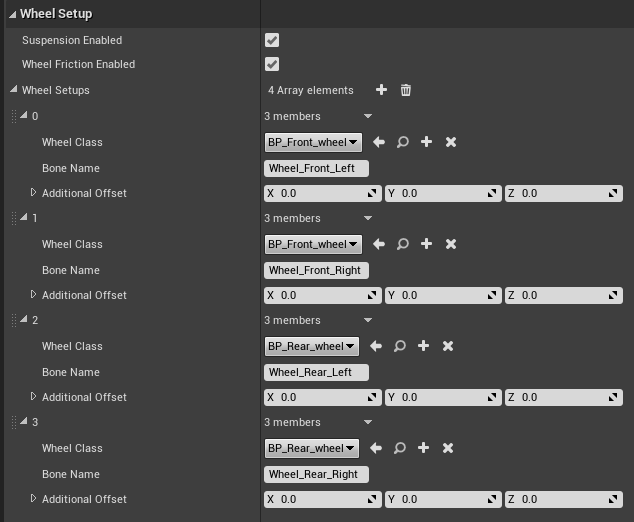 Wheel Setup
Suspension Enabled
Wheel Friction Enabled
Wheel Setups 4 Array elements
0 3 members
Wheel Class BP_Front_wheel
Bone Name Wheel_Front_Left
Additional Offset X 0.0 Y 0.0 Z 0.0
1 3 members
Wheel Class BP_Front_wheel
Bone Name Wheel_Front_Right
Additional Offset X 0.0 Y 0.0 Z 0.0
2 3 members
Wheel Class BP_Rear_wheel
Bone Name Wheel_Rear_Left
Additional Offset X 0.0 Y 0.0 Z 0.0
3 3 members
Wheel Class BP_Rear_wheel
Bone Name Wheel_Rear_Right
Additional Offset X 0.0 Y 0.0 Z 0.0